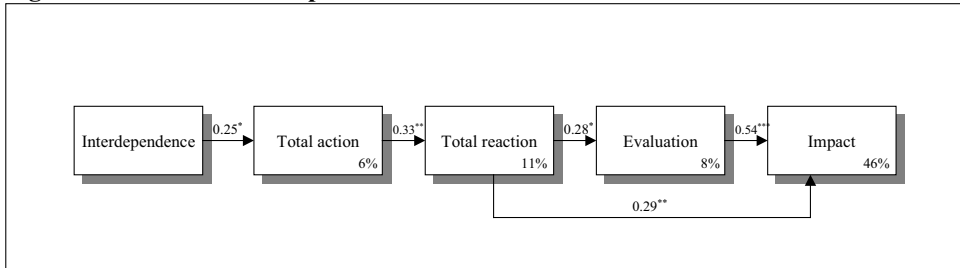 Interdependence
0.25*
Total action
6%
0.33**
Total reaction
11%
0.28*
Evaluation
8%
0.54***
Impact
46%
0.29**